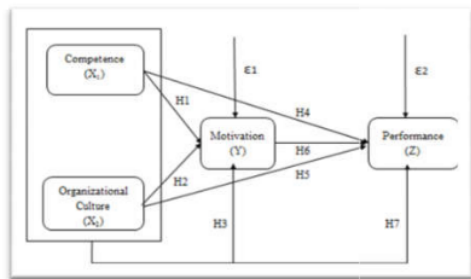 Competence
(X₁)
ε1
ε2
H1
H4
Motivation
(Y)
H6
Performance
(Z)
H2
H5
Organizational
Culture
(X₂)
H3
H7